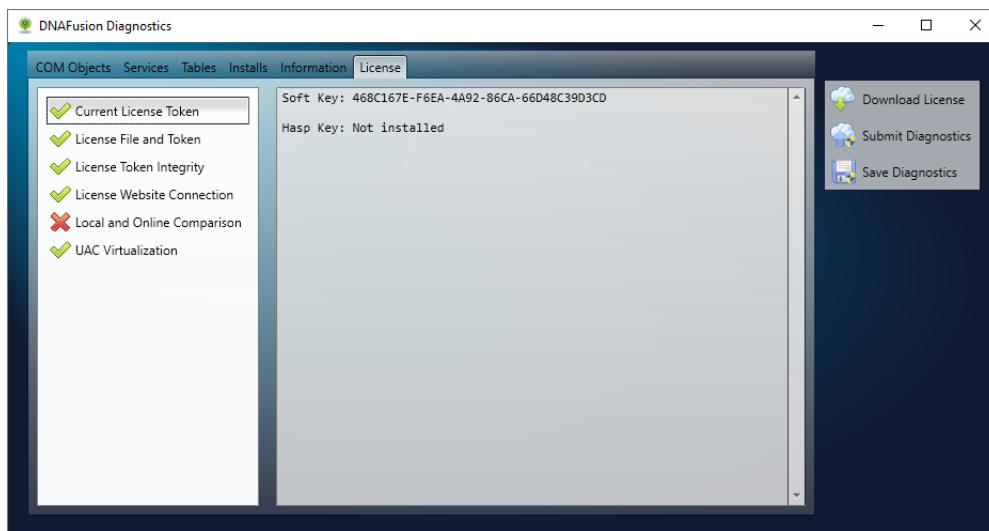 DNAFusion Diagnostics
COM Objects Services Tables Installs Information License
Current License Token
License File and Token
License Token Integrity
License Website Connection
Local and Online Comparison
UAC Virtualization
Soft Key: 468C167E-F6EA-4A92-86CA-66D48C39D3CD
Hasp Key: Not installed
Download License
Submit Diagnostics
Save Diagnostics